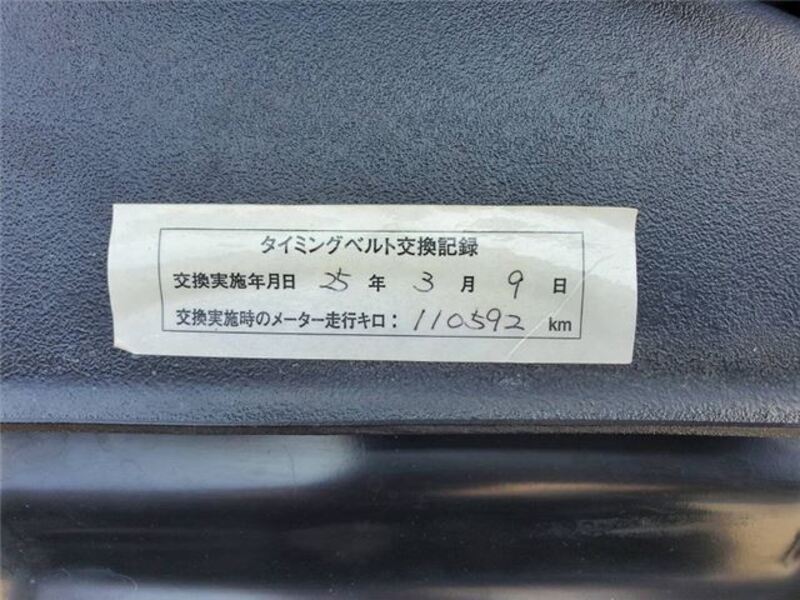 タイミングベルト交換記録
交換実施年月日 25 年 3 月 9 日
交換実施時のメーター走行キロ： 110592 km